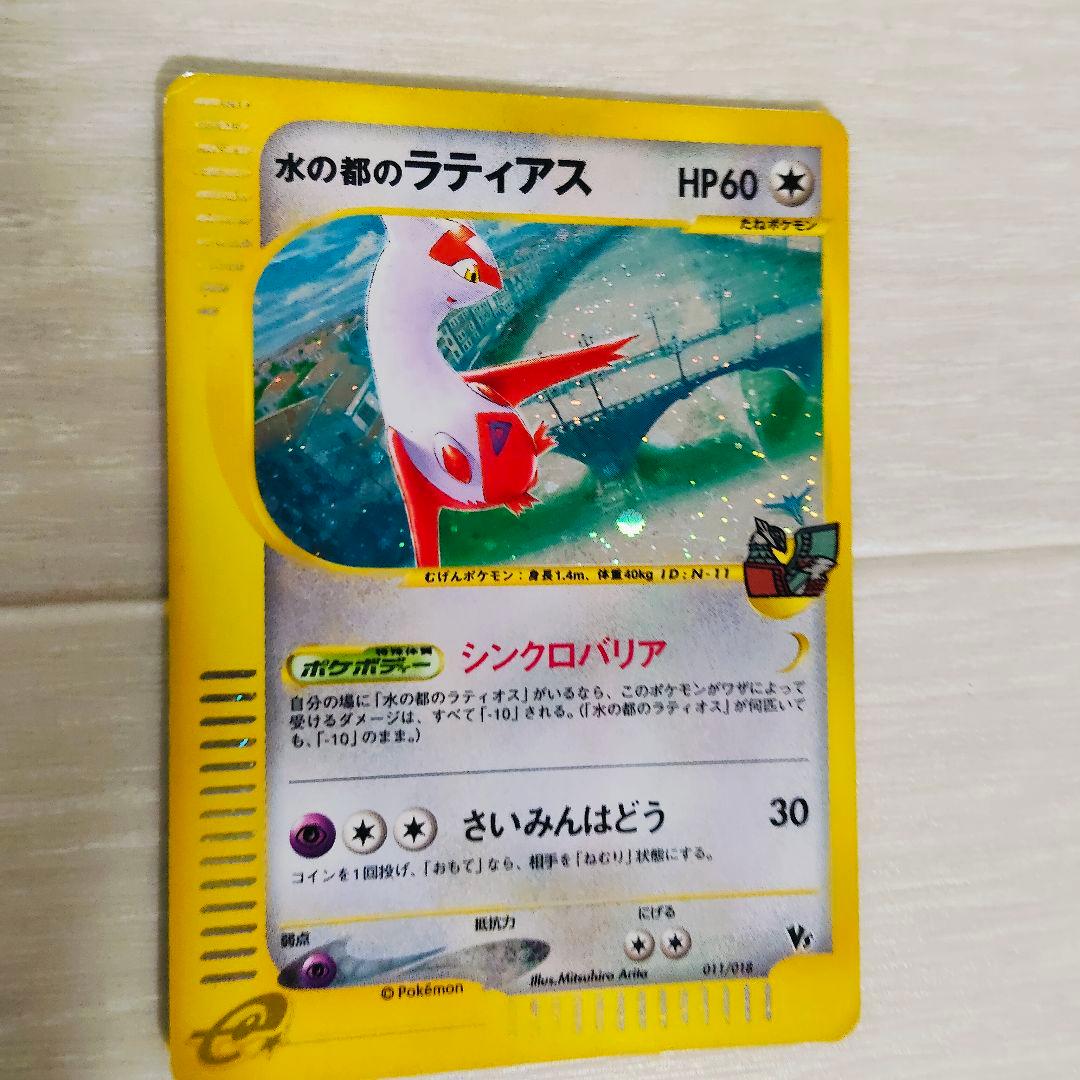 水の都のラティアス HP60
たねポケモン
むげんポケモン：身長1.4m、体重40kg ID：N-11
特殊体質
ポケボディー シンクロバリア
自分の場に「水の都のラティオス」がいるなら、このポケモンがワザによって
受けるダメージは、すべて「-10」される。（「水の都のラティオス」が何匹いて
も、「-10」のまま。）
さいみんはどう 30
コインを1回投げ、「おもて」なら、相手を「ねむり」状態にする。
弱点 抵抗力 にげる
Illus.Mitsuhiro Arita 011/018
©Pokémon
e